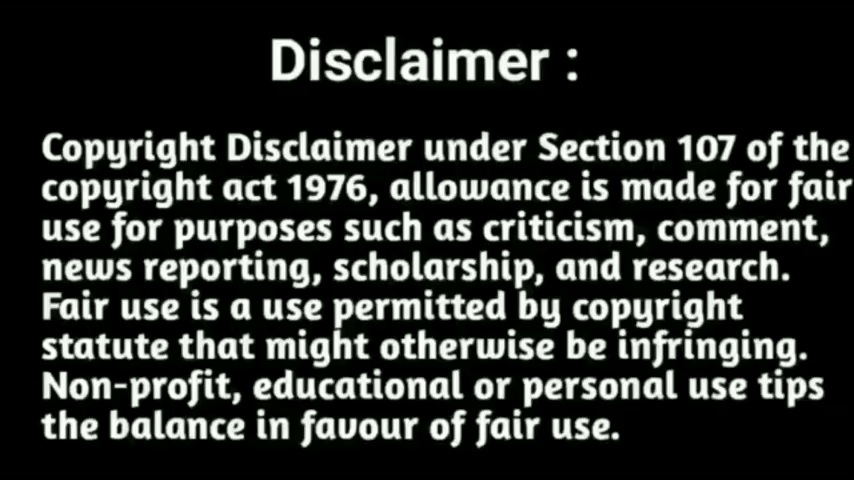 Disclaimer :
Copyright Disclaimer under Section 107 of the
copyright act 1976, allowance is made for fair
use for purposes such as criticism, comment,
news reporting, scholarship, and research.
Fair use is a use permitted by copyright
statute that might otherwise be infringing.
Non-profit, educational or personal use tips
the balance in favour of fair use.